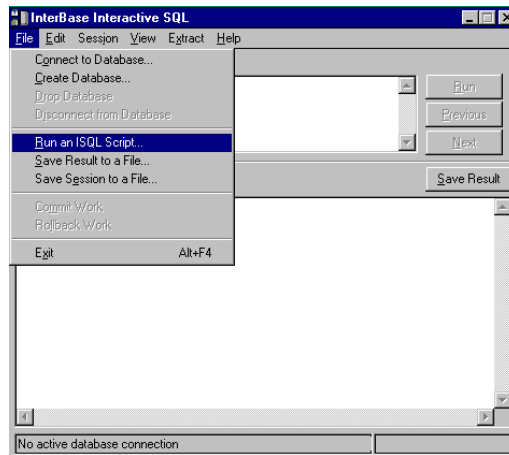 InterBase Interactive SQL
File Edit Session View Extract Help
Connect to Database...
Create Database...
Drop Database
Disconnect from Database
Run an ISQL Script...
Save Result to a File...
Save Session to a File...
Commit Work
Rollback Work
Exit Alt+F4
Run
Previous
Next
Save Result
No active database connection